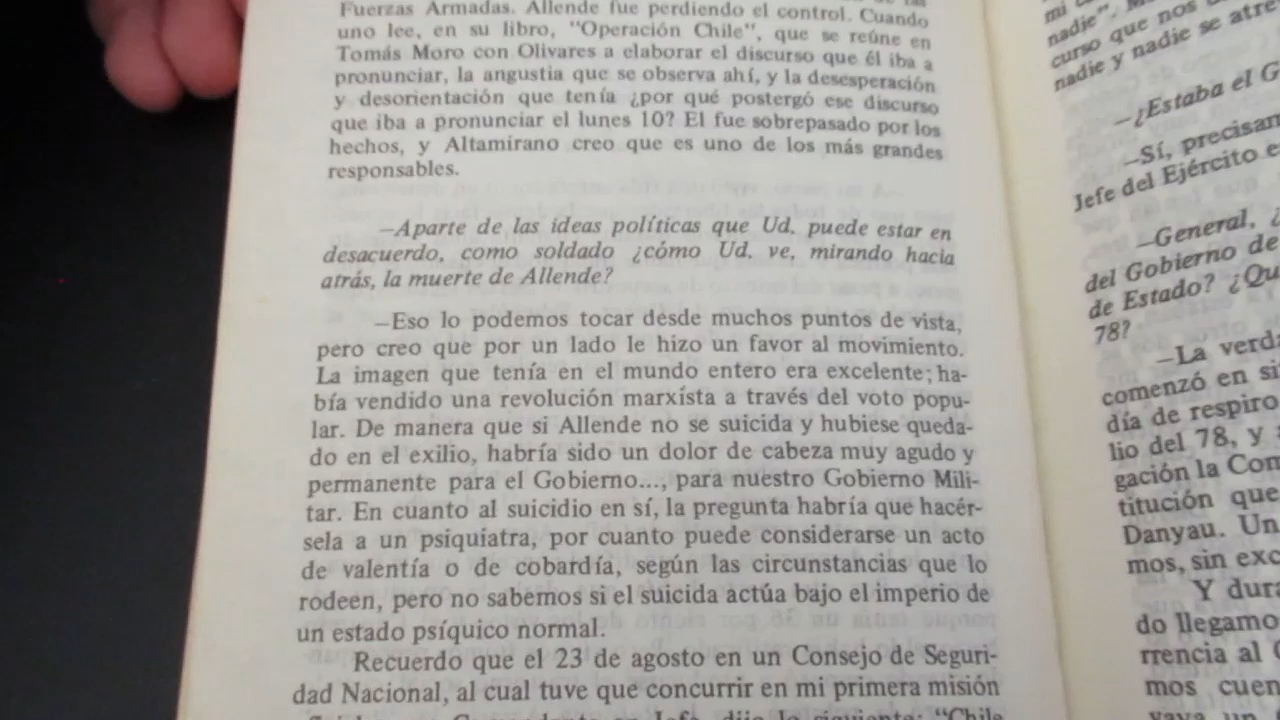 Fuerzas Armadas. Allende fue perdiendo el control. Cuando
uno lee, en su libro, "Operación Chile", que se reúne en
Tomás Moro con Olivares a elaborar el discurso que él iba a
pronunciar, la angustia que se observa ahí, y la desesperación
y desorientación que tenía ¿por qué postergó ese discurso
que iba a pronunciar el lunes 10? El fue sobrepasado por los
hechos, y Altamirano creo que es uno de los más grandes
responsables.
—Aparte de las ideas políticas que Ud. puede estar en
desacuerdo, como soldado ¿cómo Ud. ve, mirando hacia
atrás, la muerte de Allende?
—Eso lo podemos tocar desde muchos puntos de vista,
pero creo que por un lado le hizo un favor al movimiento.
La imagen que tenía en el mundo entero era excelente; ha-
bía vendido una revolución marxista a través del voto popu-
lar. De manera que si Allende no se suicida y hubiese queda-
do en el exilio, habría sido un dolor de cabeza muy agudo y
permanente para el Gobierno..., para nuestro Gobierno Mili-
tar. En cuanto al suicidio en sí, la pregunta habría que hacér-
sela a un psiquiatra, por cuanto puede considerarse un acto
de valentía o de cobardía, según las circunstancias que lo
rodeen, pero no sabemos si el suicida actúa bajo el imperio de
un estado psíquico normal.
Recuerdo que el 23 de agosto en un Consejo de Seguri-
dad Nacional, al cual tuve que concurrir en mi primera misión
"Chile
nadie".
curso que nos
nadie y nadie se atre
—¿Estaba el G
—Sí, precisam
Jefe del Ejército e
—General, ¿
del Gobierno de
de Estado? ¿Qu
78?
—La verda
comenzó en si
día de respiro
lio del 78, y
gación la Com
titución que
Danyau. Un
mos, sin exc
Y dura
do llegamo
rrencia al
mos cuen
vaya un